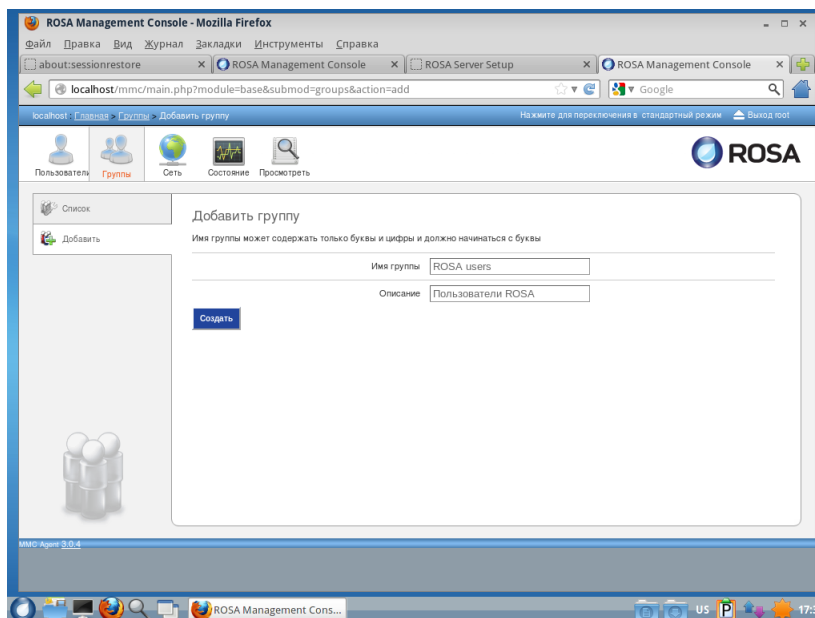 ROSA Management Console - Mozilla Firefox
Файл Правка Вид Журнал Закладки Инструменты Справка
about:sessionrestore ROSA Management Console ROSA Server Setup ROSA Management Console
localhost/mmc/main.php?module=base&submod=groups&action=add Google
localhost : Главная > Группы > Добавить группу Нажмите для переключения в стандартный режим Выход root
Пользователи Группы Сеть Состояние Просмотреть ROSA
Список
Добавить
Добавить группу
Имя группы может содержать только буквы и цифры и должно начинаться с буквы
Имя группы ROSA users
Описание Пользователи ROSA
Создать
MMC Agent 3.0.4
ROSA Management Cons... US P